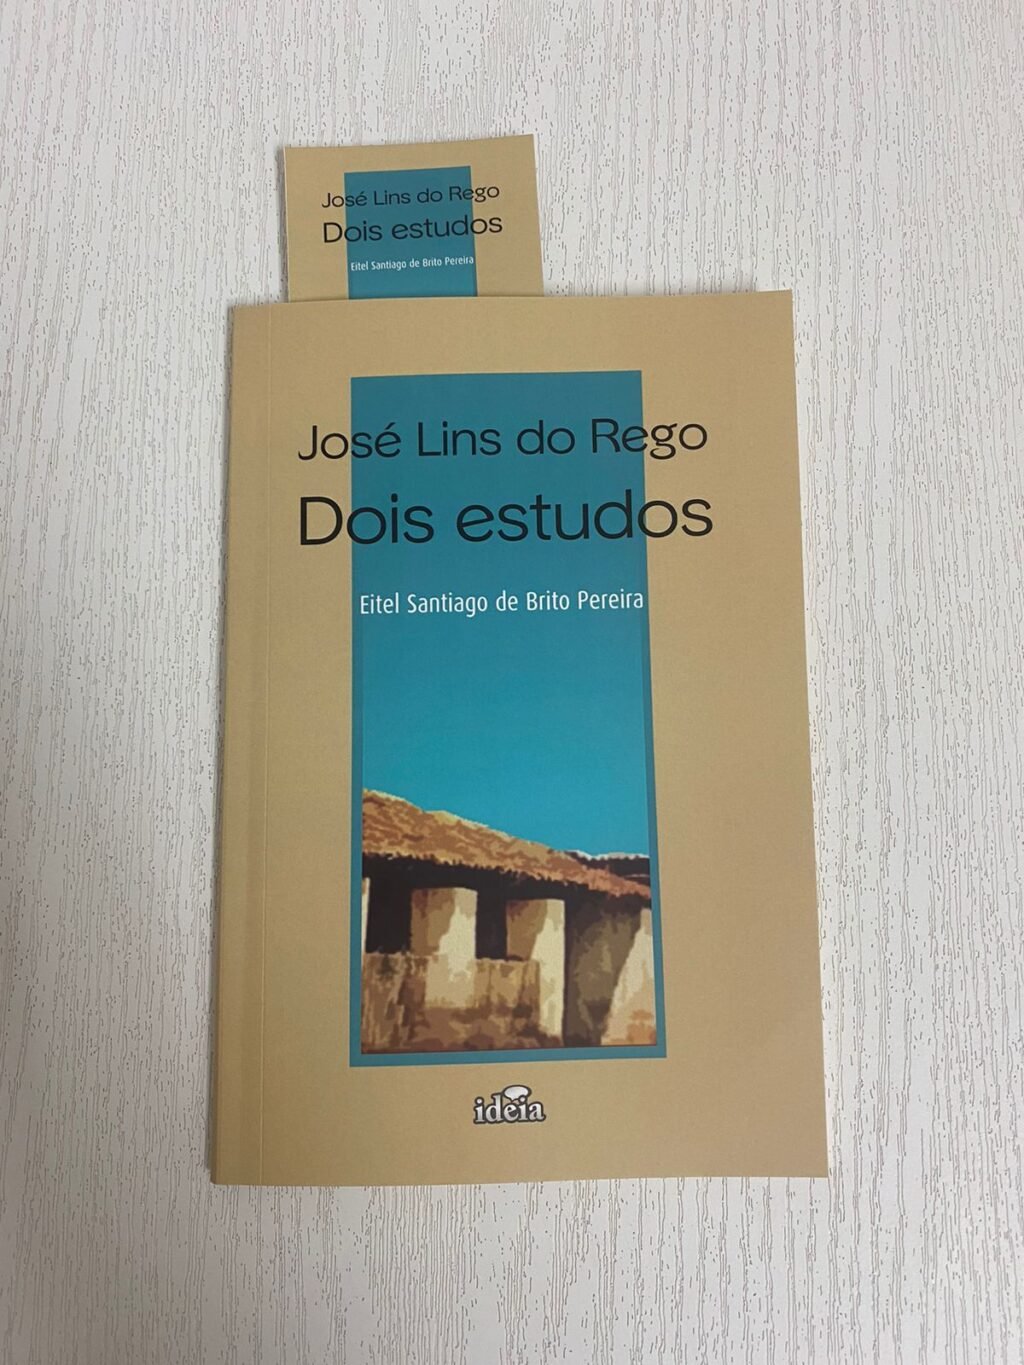 José Lins do Rego
Dois estudos
Eitel Santiago de Brito Pereira
José Lins do Rego
Dois estudos
Eitel Santiago de Brito Pereira
ideia